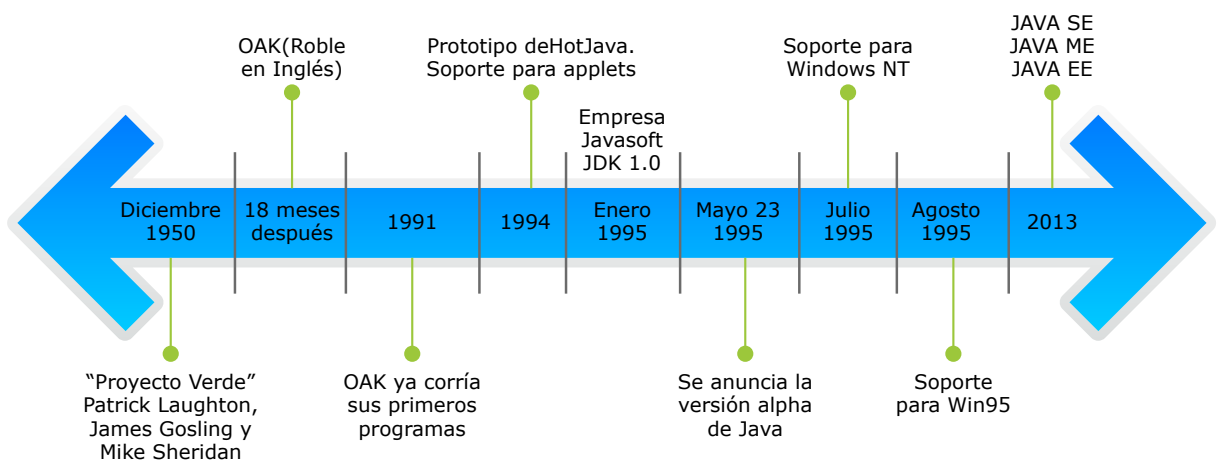 OAK(Roble
en Inglés)
Prototipo deHotJava.
Soporte para applets
Empresa
Javasoft
JDK 1.0
Soporte para
Windows NT
JAVA SE
JAVA ME
JAVA EE
Diciembre
1950
18 meses
después
1991
1994
Enero
1995
Mayo 23
1995
Julio
1995
Agosto
1995
2013
“Proyecto Verde”
Patrick Laughton,
James Gosling y
Mike Sheridan
OAK ya corría
sus primeros
programas
Se anuncia la
versión alpha
de Java
Soporte
para Win95